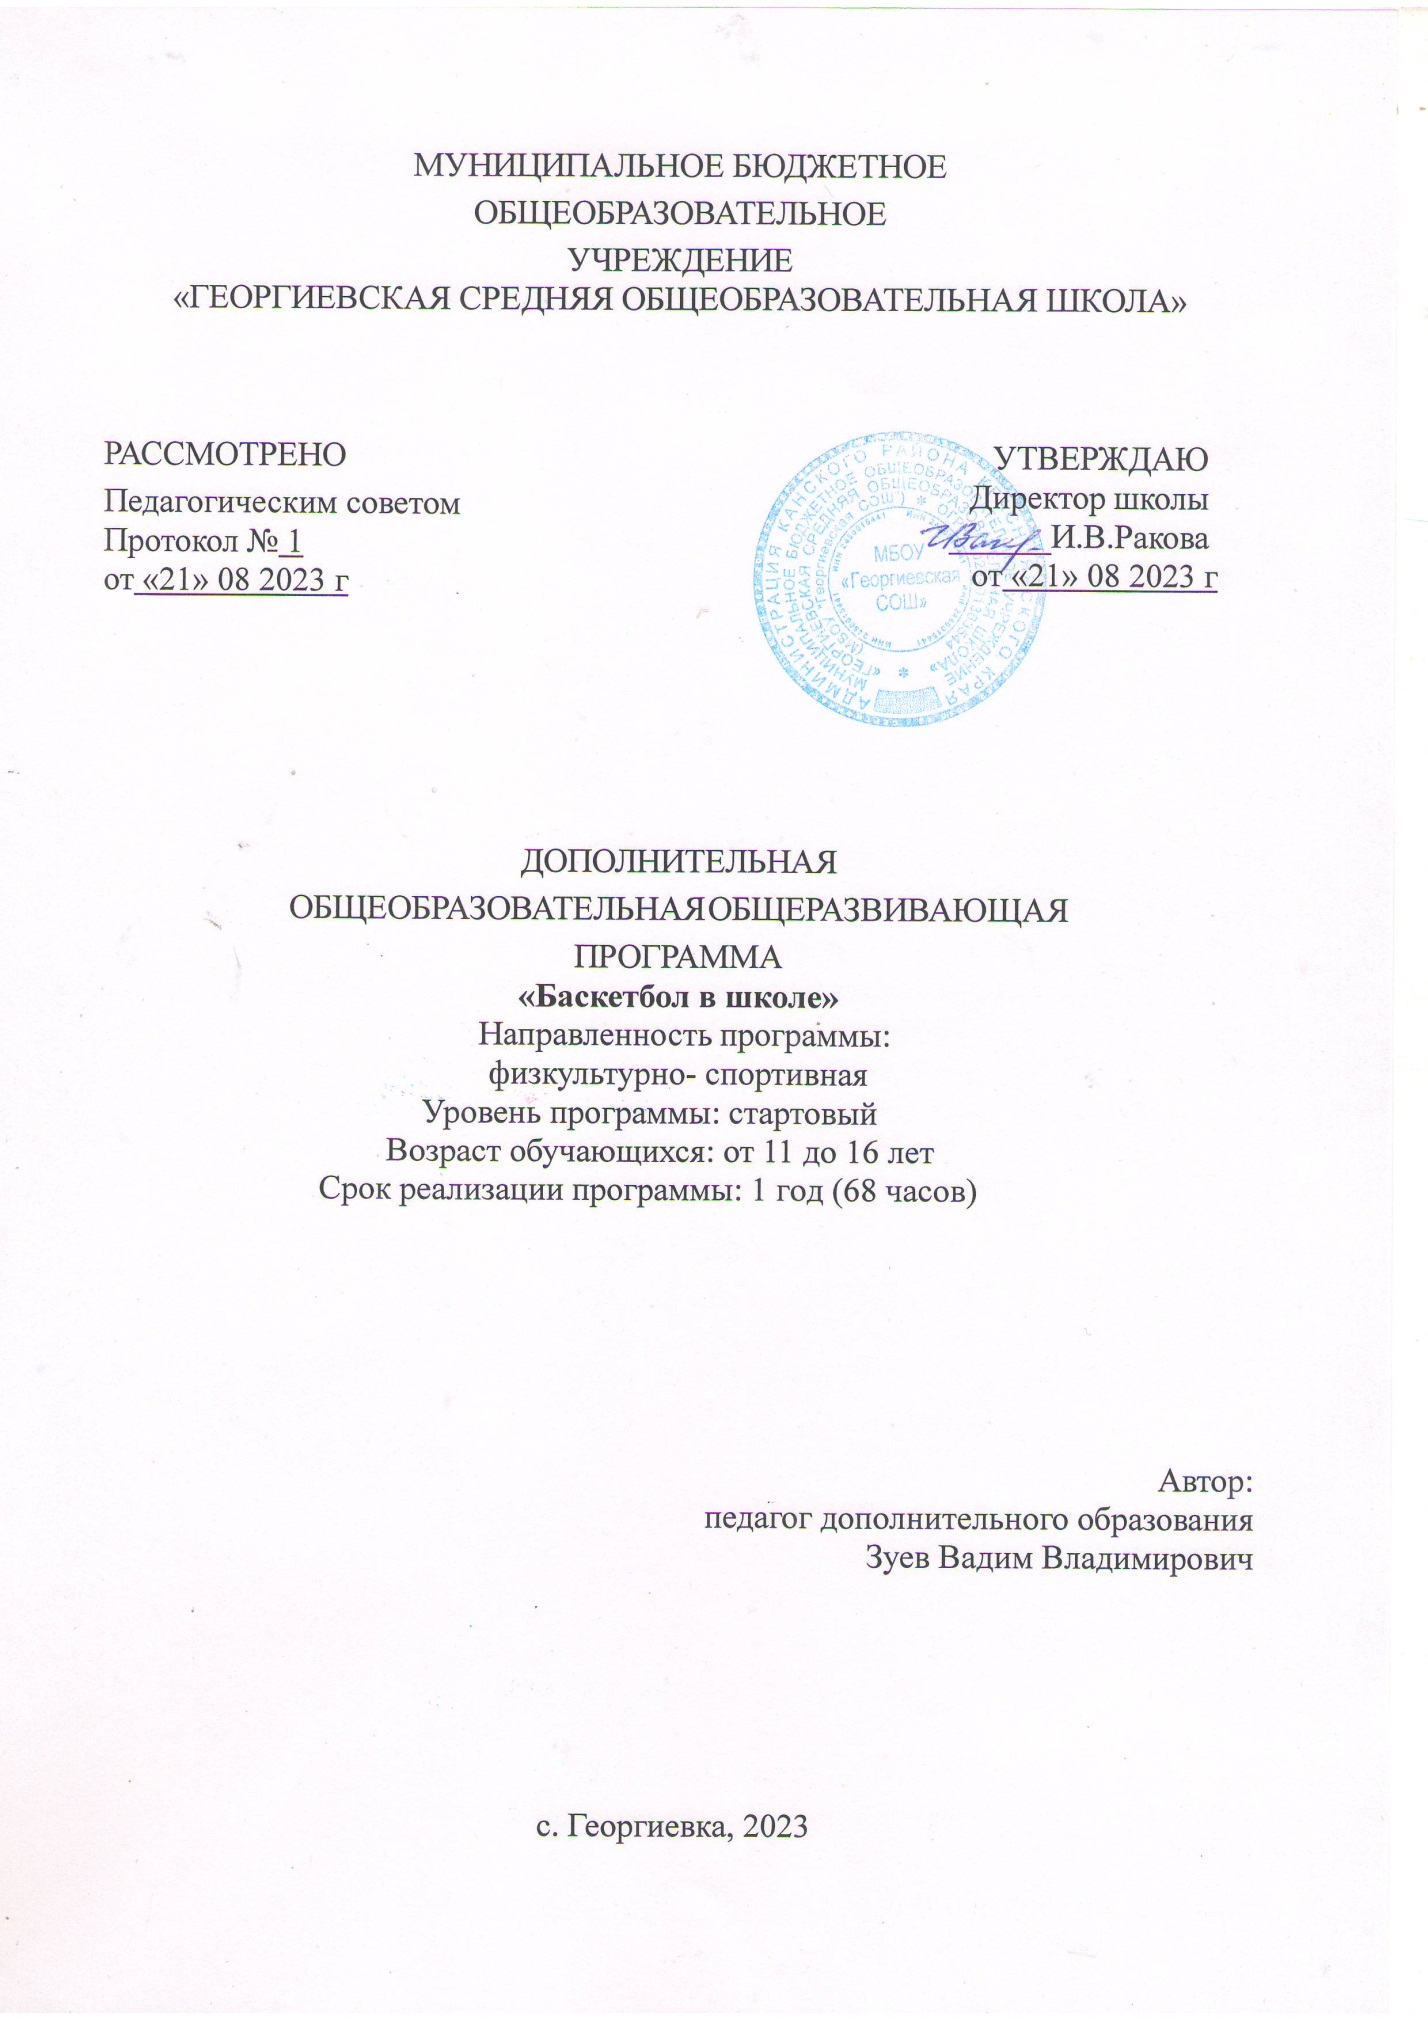 МУНИЦИПАЛЬНОЕ БЮДЖЕТНОЕ
ОБЩЕОБРАЗОВАТЕЛЬНОЕ
УЧРЕЖДЕНИЕ
«ГЕОРГИЕВСКАЯ СРЕДНЯЯ ОБЩЕОБРАЗОВАТЕЛЬНАЯ ШКОЛА»
РАССМОТРЕНО
Педагогическим советом
Протокол № 1
от «21» 08 2023 г
УТВЕРЖДАЮ
Директор школы
И.В.Ракова
от «21» 08 2023 г
МБОУ
«Георгиевская
СОШ»
ДОПОЛНИТЕЛЬНАЯ
ОБЩЕОБРАЗОВАТЕЛЬНАЯ ОБЩЕРАЗВИВАЮЩАЯ
ПРОГРАММА
«Баскетбол в школе»
Направленность программы:
физкультурно- спортивная
Уровень программы: стартовый
Возраст обучающихся: от 11 до 16 лет
Срок реализации программы: 1 год (68 часов)
Автор:
педагог дополнительного образования
Зуев Вадим Владимирович
с. Георгиевка, 2023